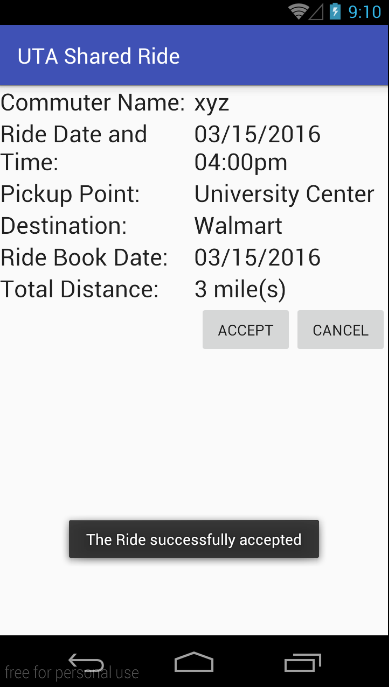 9:10
UTA Shared Ride
Commuter Name: xyz
Ride Date and Time: 03/15/2016 04:00pm
Pickup Point: University Center
Destination: Walmart
Ride Book Date: 03/15/2016
Total Distance: 3 mile(s)
ACCEPT CANCEL
The Ride successfully accepted
free for personal use